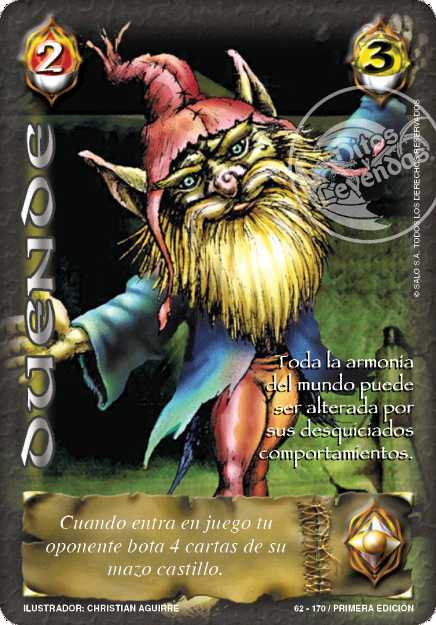 2
3
DUENDE
Mitos y
Leyendas
© SALO S.A. TODOS LOS DERECHOS RESERVADOS
Toda la armonia
del mundo puede
ser alterada por
sus desquiciados
comportamientos.
Cuando entra en juego tu
oponente bota 4 cartas de su
mazo castillo.
ILUSTRADOR: CHRISTIAN AGUIRRE
62 - 170 / PRIMERA EDICIÓN